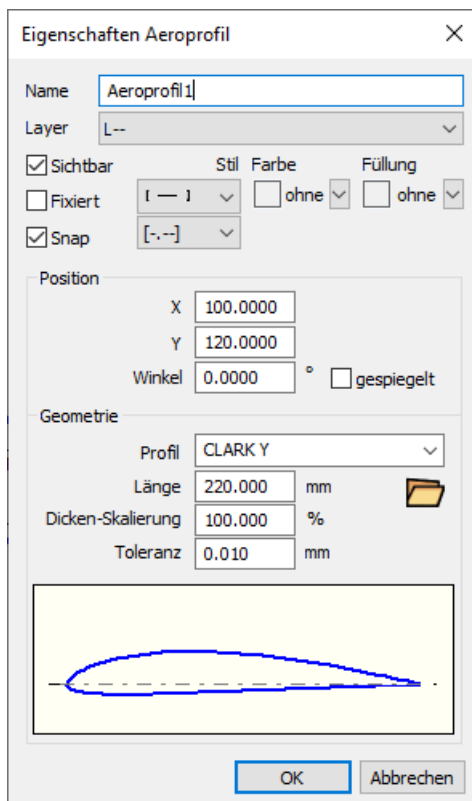 Eigenschaften Aeroprofil
Name Aeroprofil1
Layer L--
Sichtbar Stil Farbe Füllung
Fixiert [ — ] ohne ohne
Snap [-.--]
Position
X 100.0000
Y 120.0000
Winkel 0.0000 ° gespiegelt
Geometrie
Profil CLARK Y
Länge 220.000 mm
Dicken-Skalierung 100.000 %
Toleranz 0.010 mm
OK Abbrechen